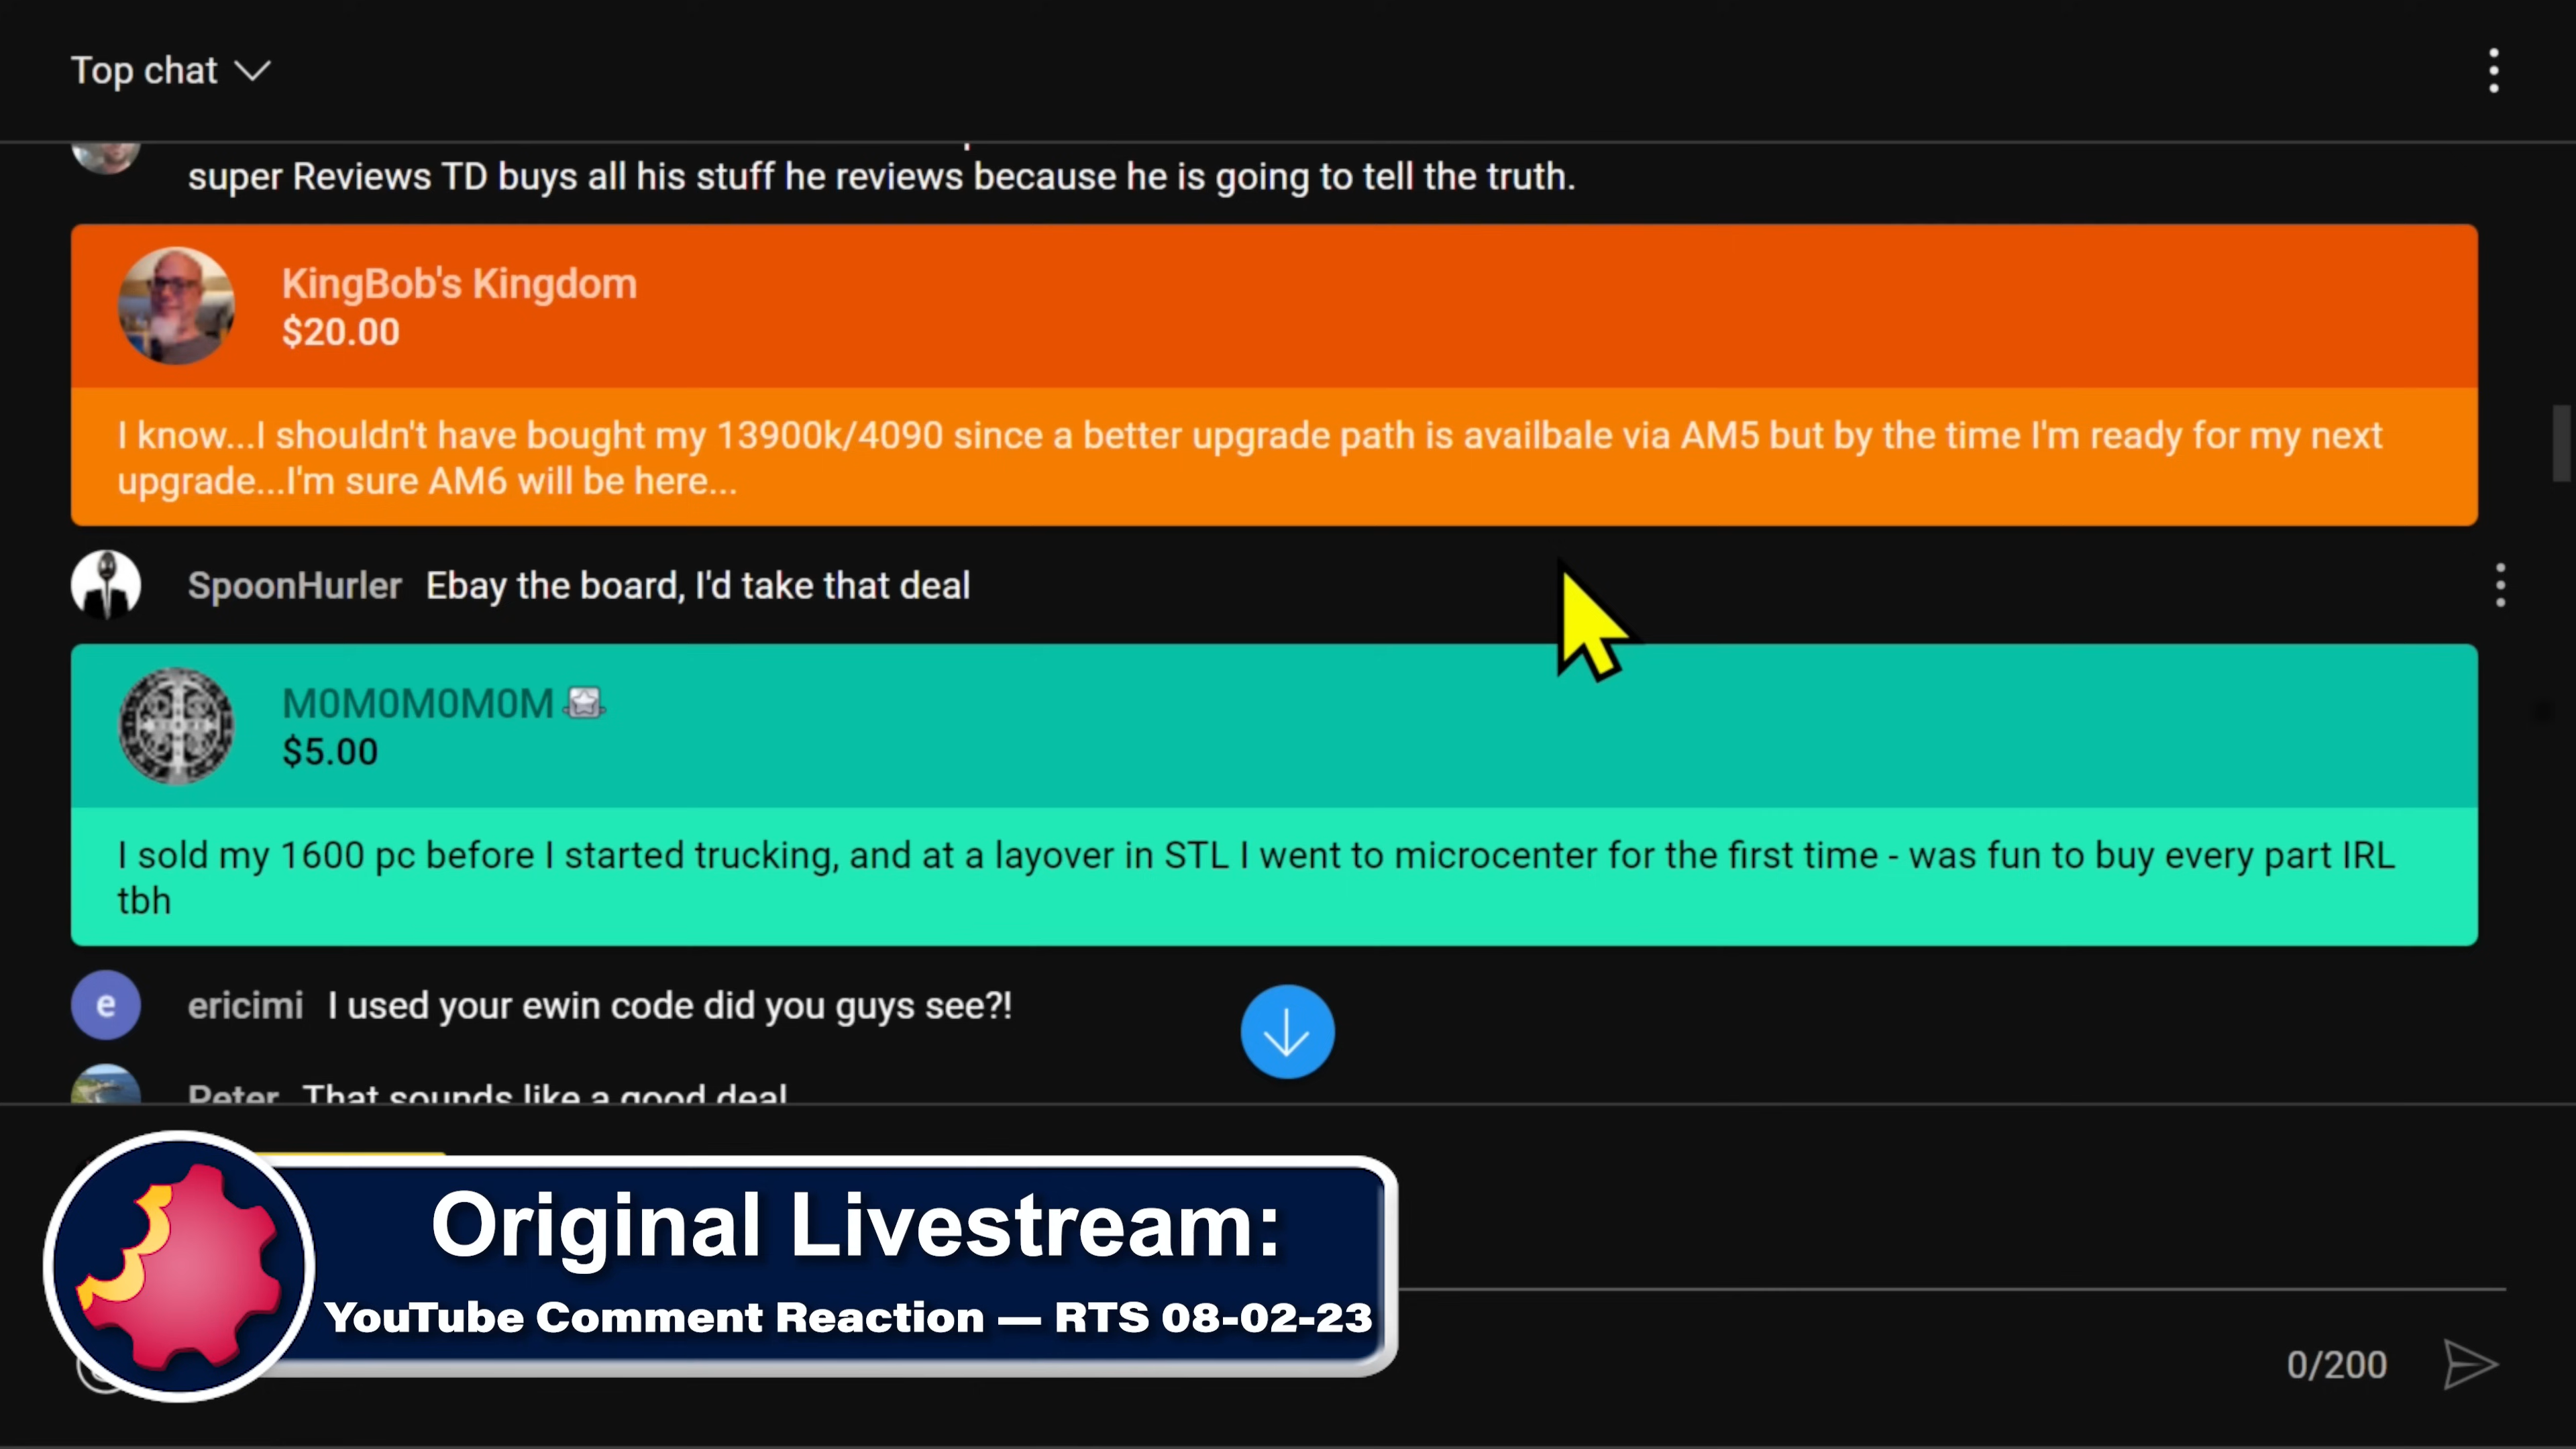 Top chat
super Reviews TD buys all his stuff he reviews because he is going to tell the truth.
KingBob's Kingdom
$20.00
I know...I shouldn't have bought my 13900k/4090 since a better upgrade path is availbale via AM5 but by the time I'm ready for my next
upgrade...I'm sure AM6 will be here...
SpoonHurler Ebay the board, I'd take that deal
M0M0M0M0M
$5.00
I sold my 1600 pc before I started trucking, and at a layover in STL I went to microcenter for the first time - was fun to buy every part IRL
tbh
e
ericimi I used your ewin code did you guys see?!
Peter That sounds like a good deal
Original Livestream:
YouTube Comment Reaction — RTS 08-02-23
0/200